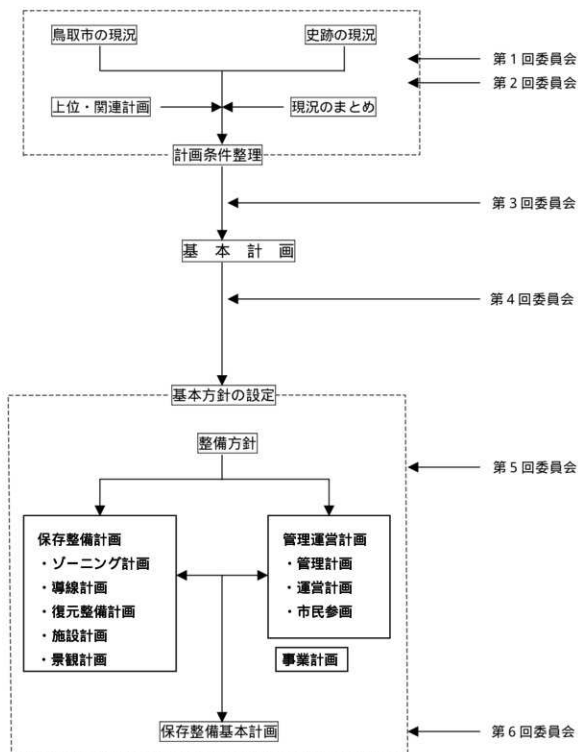 鳥取市の現況
史跡の現況
第1回委員会
第2回委員会
上位・関連計画
現況のまとめ
計画条件整理
第3回委員会
基 本 計 画
第4回委員会
基本方針の設定
整備方針
第5回委員会
保存整備計画
・ゾーニング計画
・導線計画
・復元整備計画
・施設計画
・景観計画
管理運営計画
・管理計画
・運営計画
・市民参画
事業計画
保存整備基本計画
第6回委員会